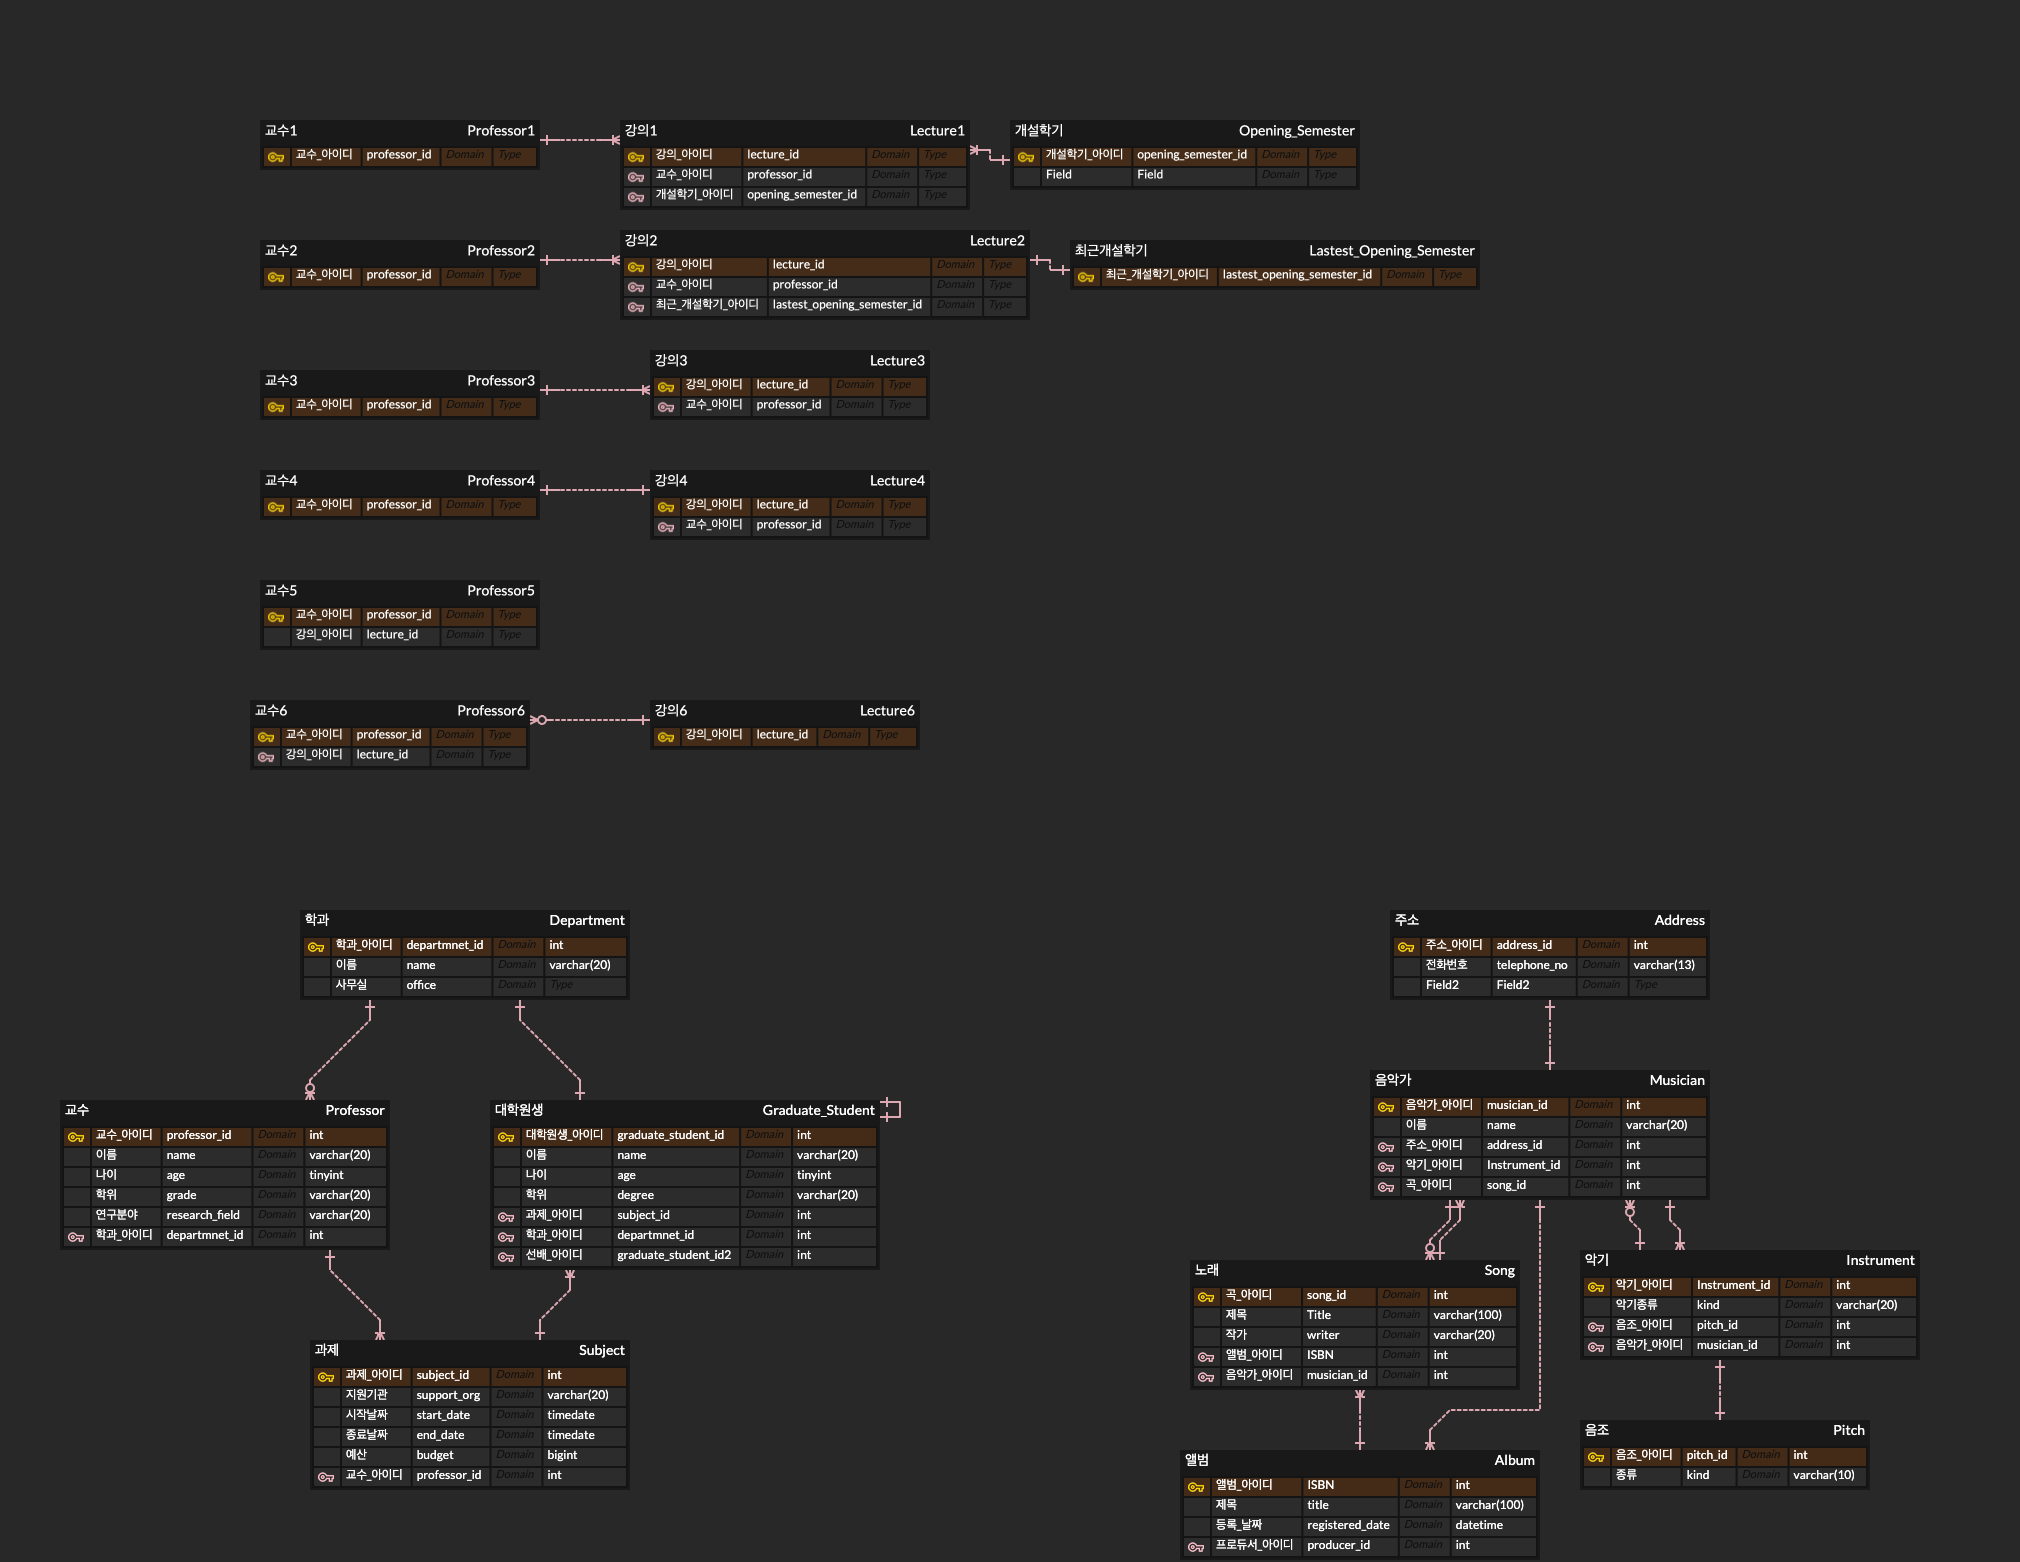 교수1 Professor1
교수_아이디 professor_id Domain Type
강의1 Lecture1
강의_아이디 lecture_id Domain Type
교수_아이디 professor_id Domain Type
개설학기_아이디 opening_semester_id Domain Type
개설학기 Opening_Semester
개설학기_아이디 opening_semester_id Domain Type
Field Field Domain Type
교수2 Professor2
교수_아이디 professor_id Domain Type
강의2 Lecture2
강의_아이디 lecture_id Domain Type
교수_아이디 professor_id Domain Type
최근_개설학기_아이디 lastest_opening_semester_id Domain Type
최근개설학기 Lastest_Opening_Semester
최근_개설학기_아이디 lastest_opening_semester_id Domain Type
교수3 Professor3
교수_아이디 professor_id Domain Type
강의3 Lecture3
강의_아이디 lecture_id Domain Type
교수_아이디 professor_id Domain Type
교수4 Professor4
교수_아이디 professor_id Domain Type
강의4 Lecture4
강의_아이디 lecture_id Domain Type
교수_아이디 professor_id Domain Type
교수5 Professor5
교수_아이디 professor_id Domain Type
강의_아이디 lecture_id Domain Type
교수6 Professor6
교수_아이디 professor_id Domain Type
강의_아이디 lecture_id Domain Type
강의6 Lecture6
강의_아이디 lecture_id Domain Type
학과 Department
학과_아이디 departmnet_id Domain int
이름 name Domain varchar(20)
사무실 office Domain Type
교수 Professor
교수_아이디 professor_id Domain int
이름 name Domain varchar(20)
나이 age Domain tinyint
학위 grade Domain varchar(20)
연구분야 research_field Domain varchar(20)
학과_아이디 departmnet_id Domain int
대학원생 Graduate_Student
대학원생_아이디 graduate_student_id Domain int
이름 name Domain varchar(20)
나이 age Domain tinyint
학위 degree Domain varchar(20)
과제_아이디 subject_id Domain int
학과_아이디 departmnet_id Domain int
선배_아이디 graduate_student_id2 Domain int
과제 Subject
과제_아이디 subject_id Domain int
지원기관 support_org Domain varchar(20)
시작날짜 start_date Domain timedate
종료날짜 end_date Domain timedate
예산 budget Domain bigint
교수_아이디 professor_id Domain int
주소 Address
주소_아이디 address_id Domain int
전화번호 telephone_no Domain varchar(13)
Field2 Field2 Domain Type
음악가 Musician
음악가_아이디 musician_id Domain int
이름 name Domain varchar(20)
주소_아이디 address_id Domain int
악기_아이디 Instrument_id Domain int
곡_아이디 song_id Domain int
노래 Song
곡_아이디 song_id Domain int
제목 Title Domain varchar(100)
작가 writer Domain varchar(20)
앨범_아이디 ISBN Domain int
음악가_아이디 musician_id Domain int
악기 Instrument
악기_아이디 Instrument_id Domain int
악기종류 kind Domain varchar(20)
음조_아이디 pitch_id Domain int
음악가_아이디 musician_id Domain int
음조 Pitch
음조_아이디 pitch_id Domain int
종류 kind Domain varchar(10)
앨범 Album
앨범_아이디 ISBN Domain int
제목 title Domain varchar(100)
등록_날짜 registered_date Domain datetime
프로듀서_아이디 producer_id Domain int